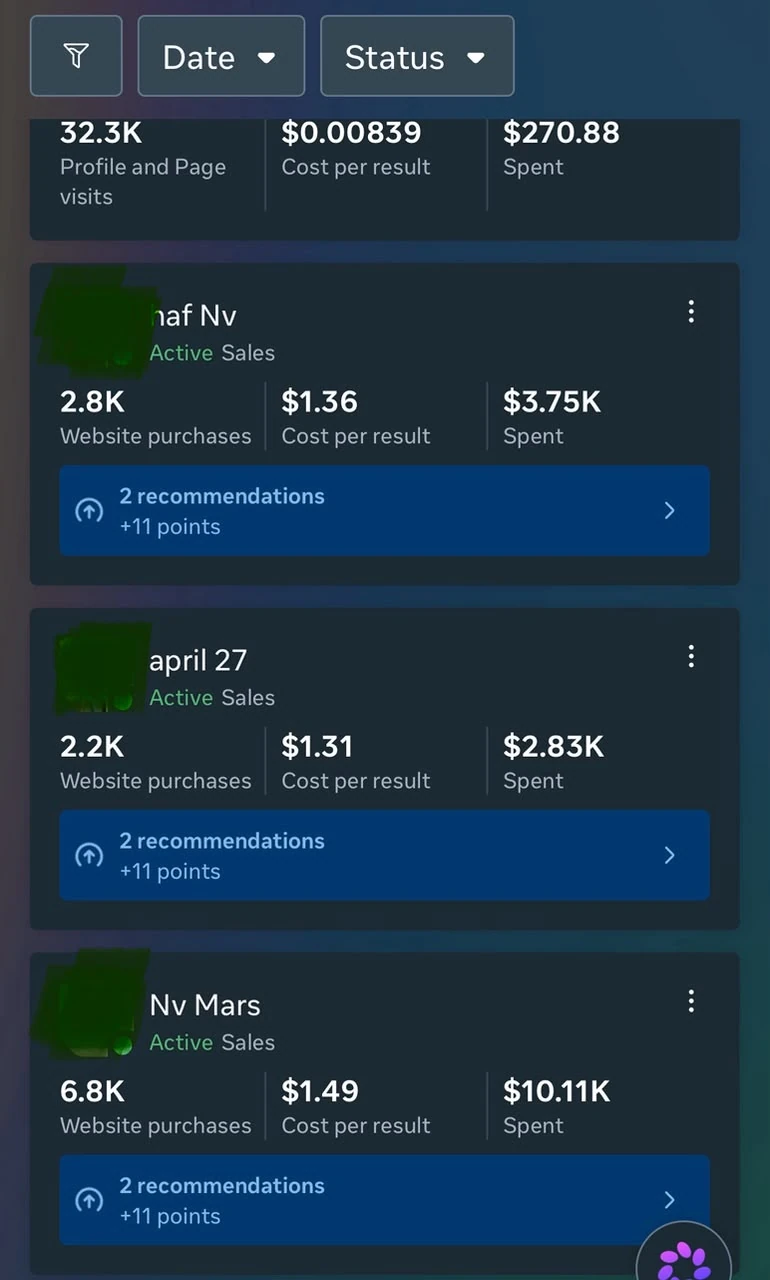 Date
Status
32.3K
$0.00839
$270.88
Profile and Page
visits
Cost per result
Spent
Nv
Active Sales
2.8K
$1.36
$3.75K
Website purchases
Cost per result
Spent
2 recommendations
+11 points
april 27
Active Sales
2.2K
$1.31
$2.83K
Website purchases
Cost per result
Spent
2 recommendations
+11 points
Nv Mars
Active Sales
6.8K
$1.49
$10.11K
Website purchases
Cost per result
Spent
2 recommendations
+11 points